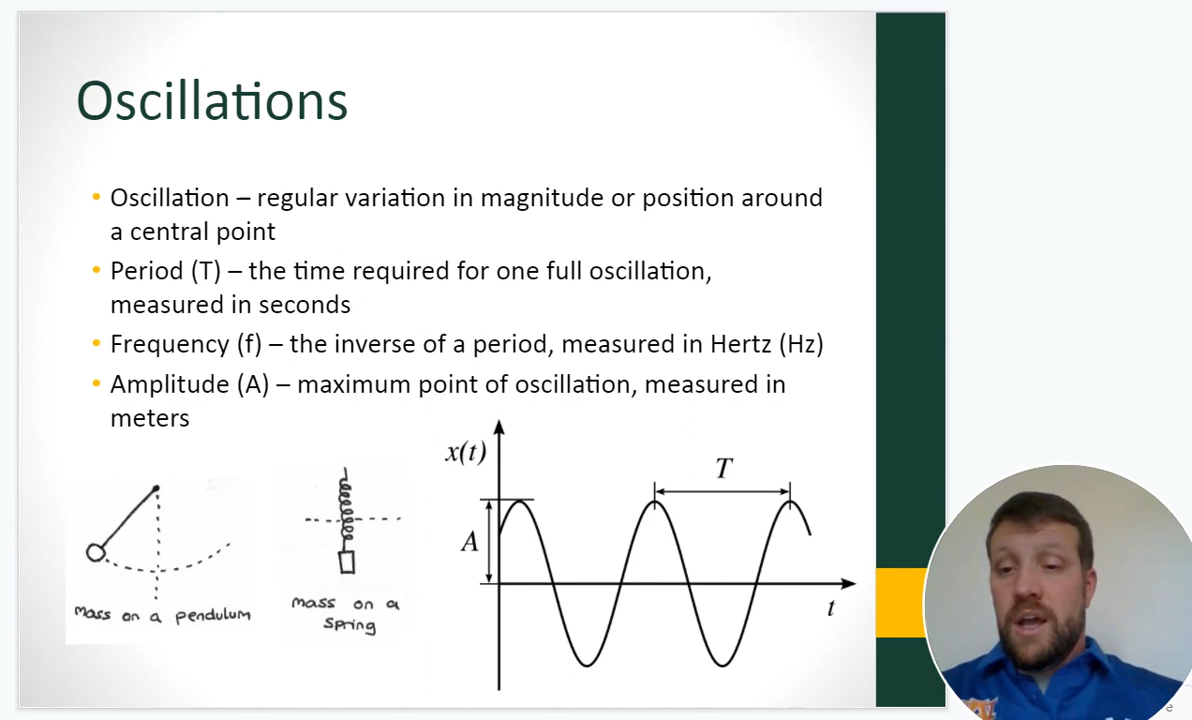 Oscillations
• Oscillation – regular variation in magnitude or position around
a central point
• Period (T) – the time required for one full oscillation,
measured in seconds
• Frequency (f) – the inverse of a period, measured in Hertz (Hz)
• Amplitude (A) – maximum point of oscillation, measured in
meters
x(t)
T
A
t
Mass on a pendulum
mass on a
spring
e